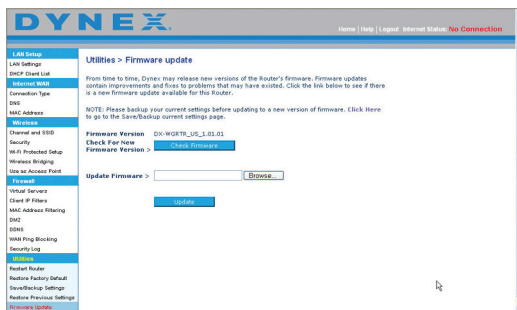 DYNEX
Home | Help | Logout Internet Status: No Connection
LAN Setup
LAN Settings
DHCP Client List
Internet WAN
Connection Type
DNS
MAC Address
Wireless
Channel and SSID
Security
Wi-Fi Protected Setup
Wireless Bridging
Use as Access Point
Firewall
Virtual Servers
Client IP Filters
MAC Address Filtering
DMZ
DDNS
WAN Ping Blocking
Security Log
Utilities
Restart Router
Restore Factory Default
Save/Backup Settings
Restore Previous Settings
Firmware Update
Utilities > Firmware update
From time to time, Dynex may release new versions of the Router's firmware. Firmware updates
contain improvements and fixes to problems that may have existed. Click the link below to see if there
is a new firmware update available for this Router.
NOTE: Please backup your current settings before updating to a new version of firmware. Click Here
to go to the Save/Backup current settings page.
Firmware Version DX-WGRTR_US_1.01.01
Check For New
Firmware Version > Check Firmware
Update Firmware > Browse...
Update